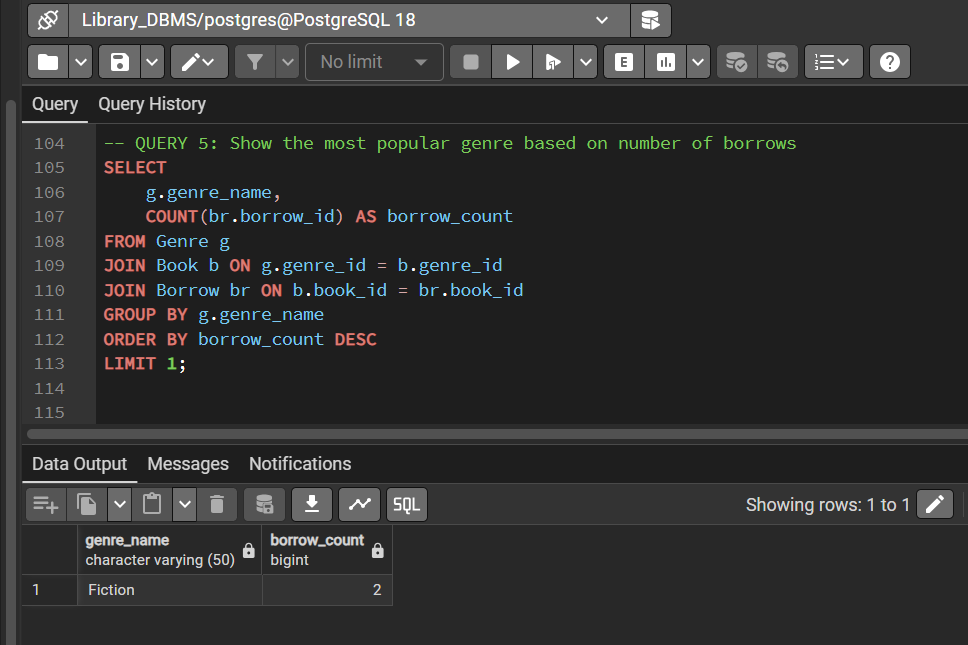 Library_DBMS/postgres@PostgreSQL 18
No limit
E
Query Query History
104 -- QUERY 5: Show the most popular genre based on number of borrows
105 SELECT
106 g.genre_name,
107 COUNT(br.borrow_id) AS borrow_count
108 FROM Genre g
109 JOIN Book b ON g.genre_id = b.genre_id
110 JOIN Borrow br ON b.book_id = br.book_id
111 GROUP BY g.genre_name
112 ORDER BY borrow_count DESC
113 LIMIT 1;
114
115
Data Output Messages Notifications
SQL Showing rows: 1 to 1
genre_name borrow_count
character varying (50) bigint
1 Fiction 2